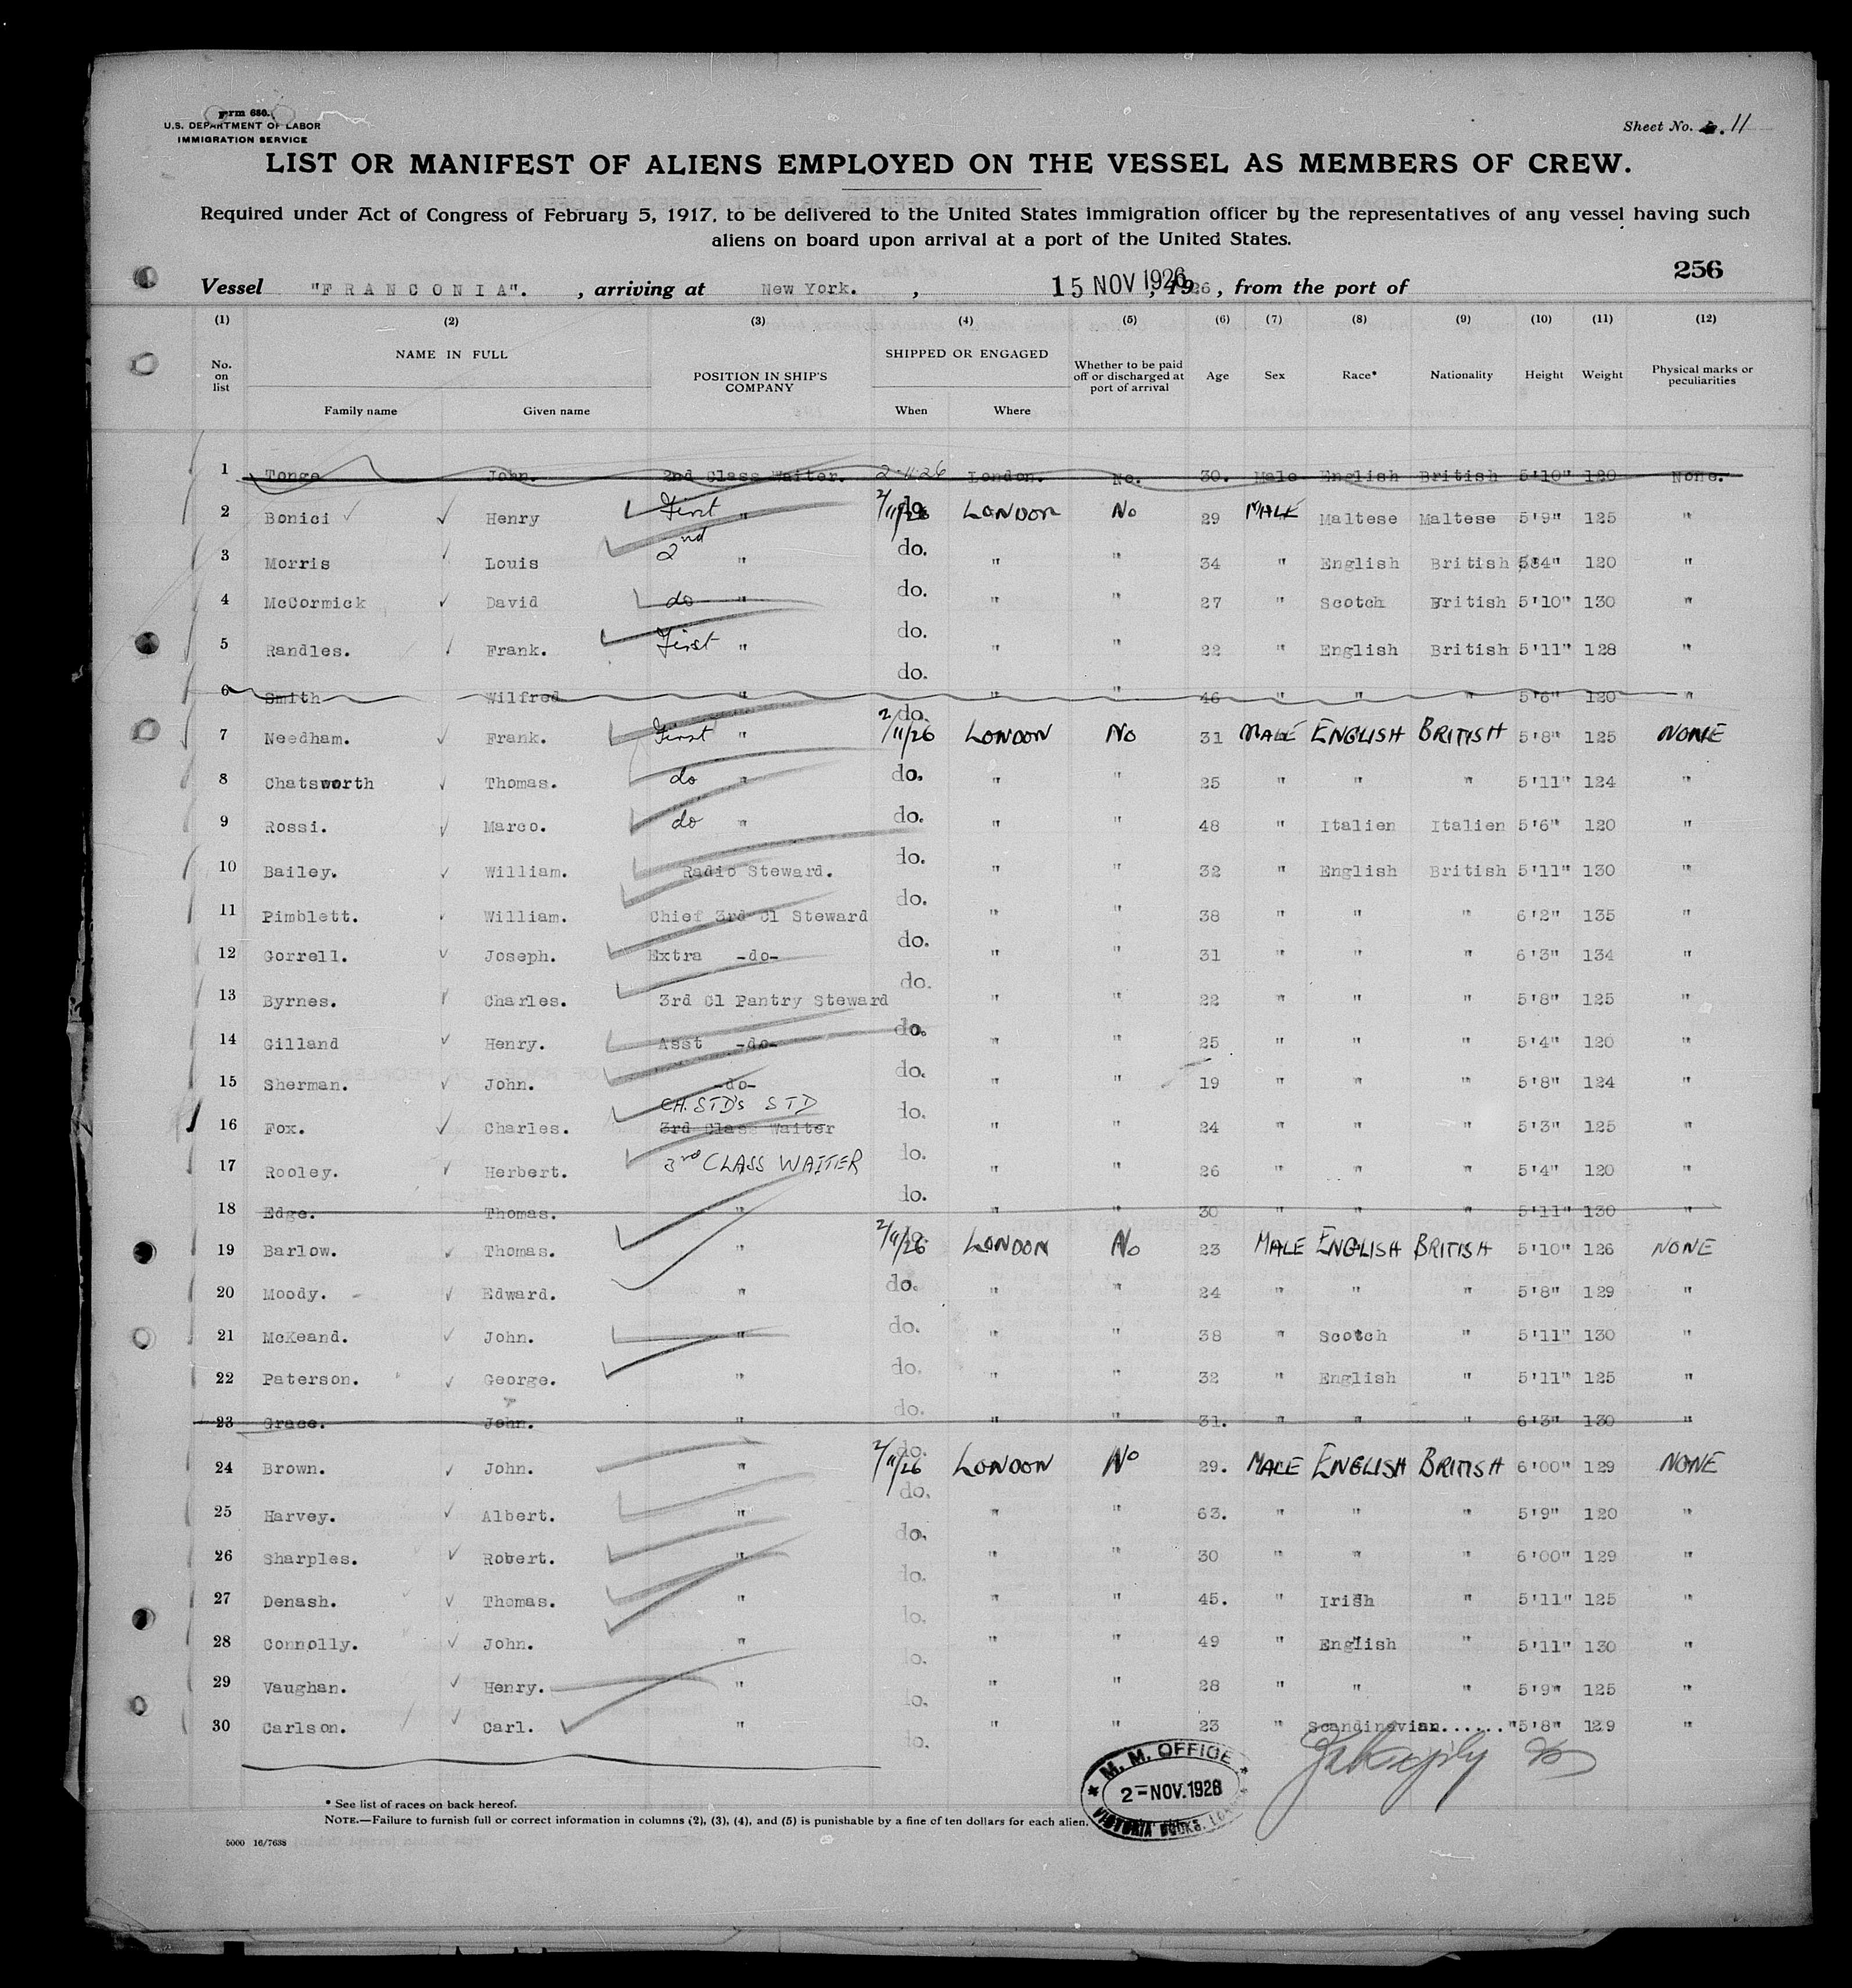 Form 680.
U.S. DEPARTMENT OF LABOR
IMMIGRATION SERVICE
Sheet No. 11
LIST OR MANIFEST OF ALIENS EMPLOYED ON THE VESSEL AS MEMBERS OF CREW.
Required under Act of Congress of February 5, 1917, to be delivered to the United States immigration officer by the representatives of any vessel having such
aliens on board upon arrival at a port of the United States.
256
Vessel "FRANCONIA". , arriving at New York. , 15 NOV 1926, 1926, from the port of
(1) (2) (3) (4) (5) (6) (7) (8) (9) (10) (11) (12)
No. on list NAME IN FULL Family name Given name POSITION IN SHIP'S COMPANY SHIPPED OR ENGAGED When Where Whether to be paid off or discharged at port of arrival Age Sex Race* Nationality Height Weight Physical marks or peculiarities
1 Tonge John. 2nd Class Waiter. 2.11.26 London. No. 30. Male English British 5'10" 120 None.
2 Bonici Henry First " 2/11/26 LONDON No 29 MALE Maltese Maltese 5'9" 125 "
3 Morris Louis 2nd " do. " " 34 " English British 5'4" 120 "
4 McCormick David do " do. " " 27 " Scotch British 5'10" 130 "
5 Randles. Frank. First " do. " " 22 " English British 5'11" 128 "
6 Smith Wilfred " do. " " 46 " " " 5'6" 120 "
7 Needham. Frank. First " do. 2/11/26 LONDON No 31 MALE ENGLISH BRITISH 5'8" 125 NONE
8 Chatsworth Thomas. do " do. " " 25 " " " 5'11" 124 "
9 Rossi. Marco. do " do. " " 48 " Italien Italien 5'6" 120 "
10 Bailey. William. Radio Steward. do. " " 32 " English British 5'11" 130 "
11 Pimblett. William. Chief 3rd Cl Steward do. " " 38 " " " 6'2" 135 "
12 Gorrell. Joseph. Extra -do- do. " " 31 " " " 6'3" 134 "
13 Byrnes. Charles. 3rd Cl Pantry Steward do. " " 22 " " " 5'8" 125 "
14 Gilland Henry. Asst -do- do. " " 25 " " " 5'4" 120 "
15 Sherman. John. -do- do. " " 19 " " " 5'8" 124 "
16 Fox. Charles. CH. STD's STD 3rd Class Waiter do. " " 24 " " " 5'3" 125 "
17 Rooley. Herbert. 3rd CLASS WAITER do. " " 26 " " " 5'4" 120 "
18 Edge. Thomas. " do. " " 30 " " " 5'11" 130 "
19 Barlow. Thomas. " do. 2/11/26 LONDON No 23 MALE ENGLISH BRITISH 5'10" 126 NONE
20 Moody. Edward. " do. " " 24 " " " 5'8" 129 "
21 McKeand. John. " do. " " 38 " Scotch " 5'11" 130 "
22 Paterson. George. " do. " " 32 " English " 5'11" 125 "
23 Grace. John. " do. " " 31. " " " 6'3" 130 "
24 Brown. John. " do. 2/11/26 LONDON No 29. MALE ENGLISH BRITISH 6'00" 129 NONE
25 Harvey. Albert. " do. " " 63. " " " 5'9" 120 "
26 Sharples. Robert. " do. " " 30 " " " 6'00" 129 "
27 Denash. Thomas. " do. " " 45. " Irish " 5'11" 125 "
28 Connolly. John. " do. " " 49 " English " 5'11" 130 "
29 Vaughan. Henry. " do. " " 28 " " " 5'9" 125 "
30 Carlson. Carl. " do. " " 23 " Scandinavian......"5'8" 129 "
do.
M. M. OFFICE
2-NOV.1926
VICTORIA DOCKS.
* See list of races on back hereof.
NOTE.—Failure to furnish full or correct information in columns (2), (3), (4), and (5) is punishable by a fine of ten dollars for each alien.
5000 16/7638